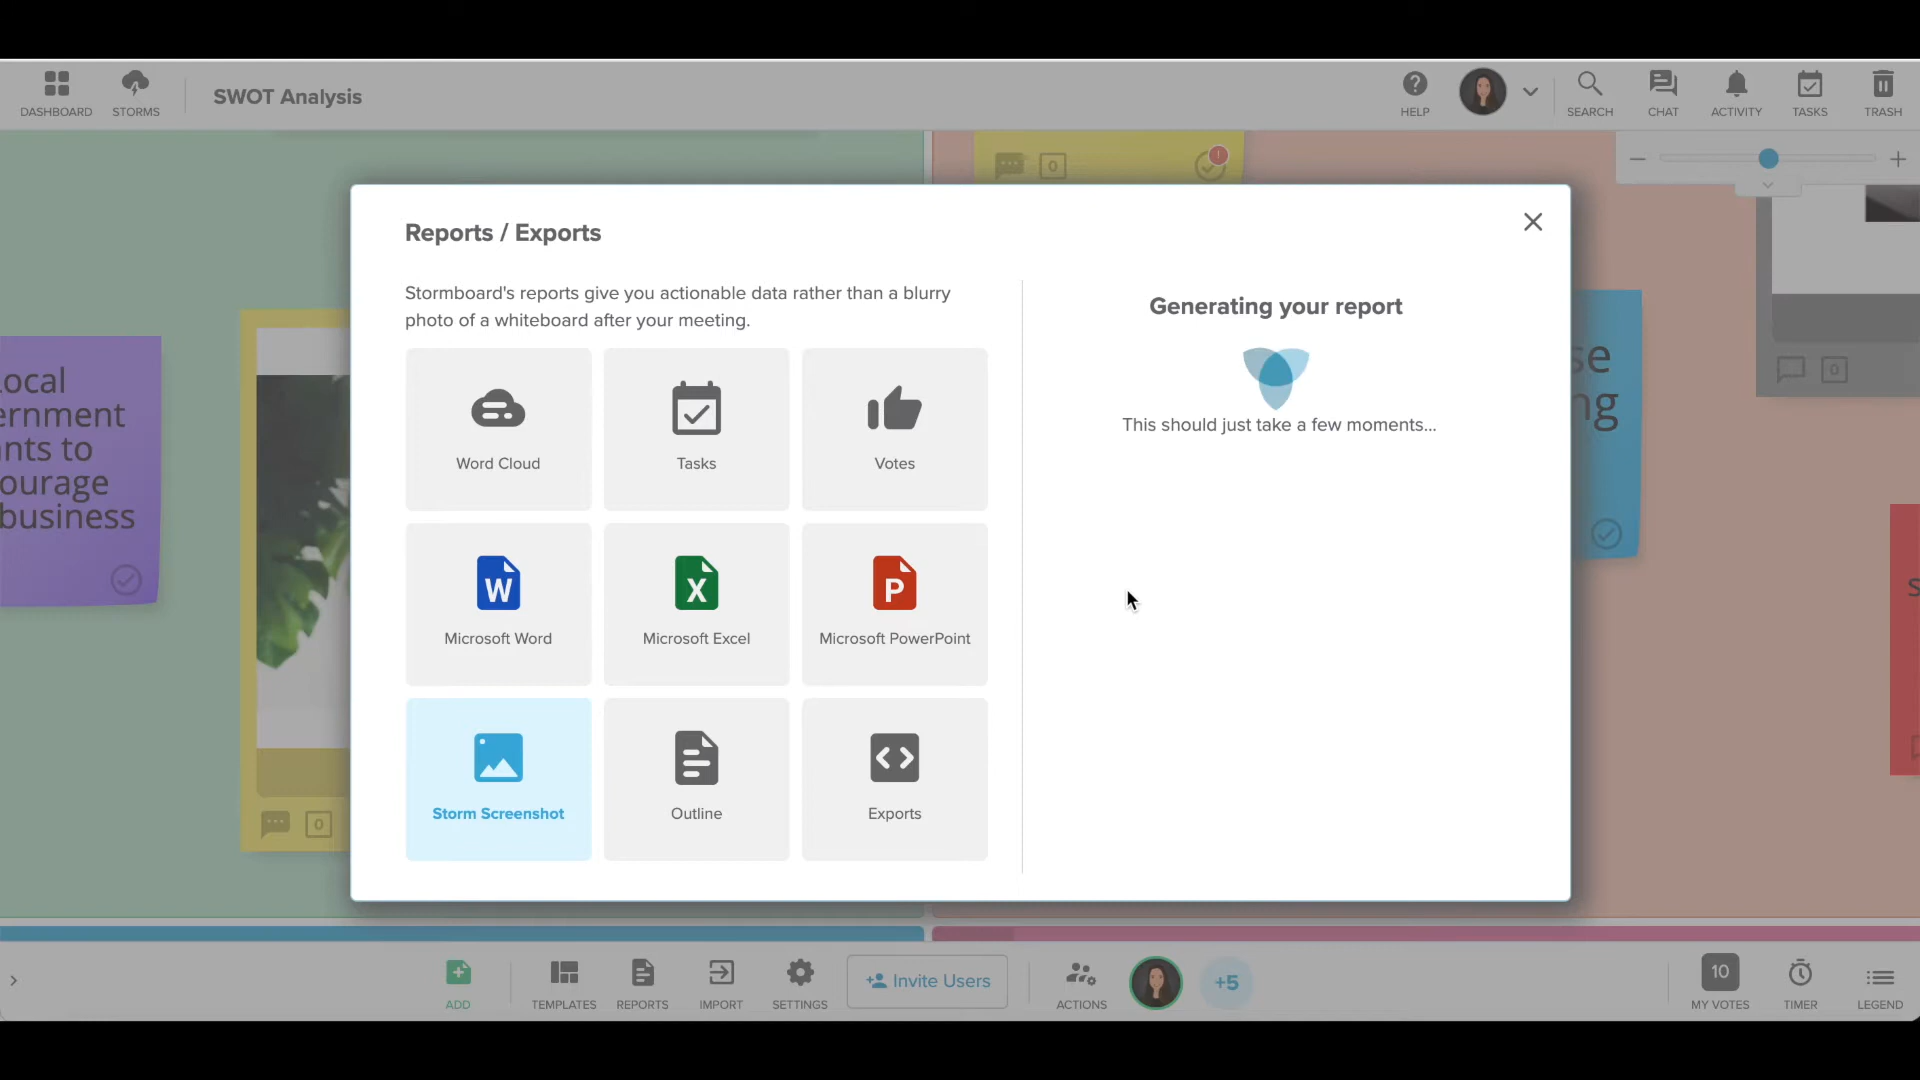 DASHBOARD
STORMS
SWOT Analysis
HELP
SEARCH
CHAT
ACTIVITY
TASKS
TRASH
0
!
Reports / Exports
Stormboard's reports give you actionable data rather than a blurry
photo of a whiteboard after your meeting.
Word Cloud
Tasks
Votes
W
Microsoft Word
X
Microsoft Excel
P
Microsoft PowerPoint
Storm Screenshot
Outline
Exports
Generating your report
This should just take a few moments...
ocal
ernment
nts to
ourage
business
0
se
ng
0
s
ADD
TEMPLATES
REPORTS
IMPORT
SETTINGS
Invite Users
ACTIONS
+5
10
MY VOTES
TIMER
LEGEND